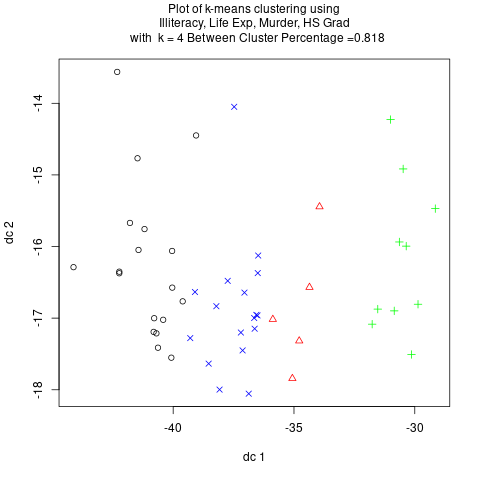 Plot of k-means clustering using
Illiteracy, Life Exp, Murder, HS Grad
with k = 4 Between Cluster Percentage =0.818
-14
-15
-16
-17
-18
dc 2
-40
-35
-30
dc 1